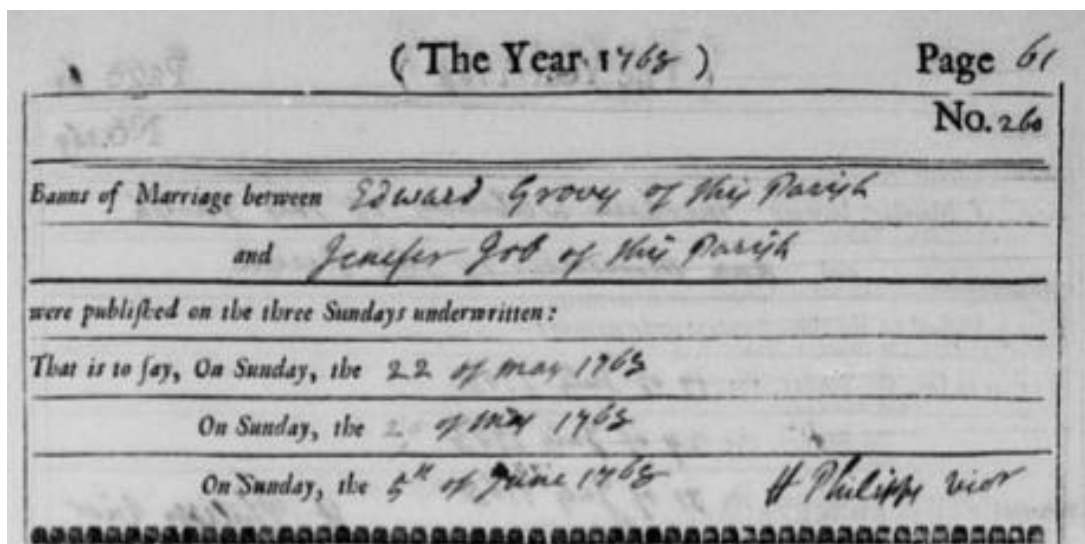 (The Year 1768) Page 61
No. 260
Banns of Marriage between Edward Grovy of this Parish
and Jenefer Job of this Parish
were publiſhed on the three Sundays underwritten:
That is to ſay, On Sunday, the 22 of may 1768
On Sunday, the of May 1768
On Sunday, the 5th of June 1768 H Philipps vicr